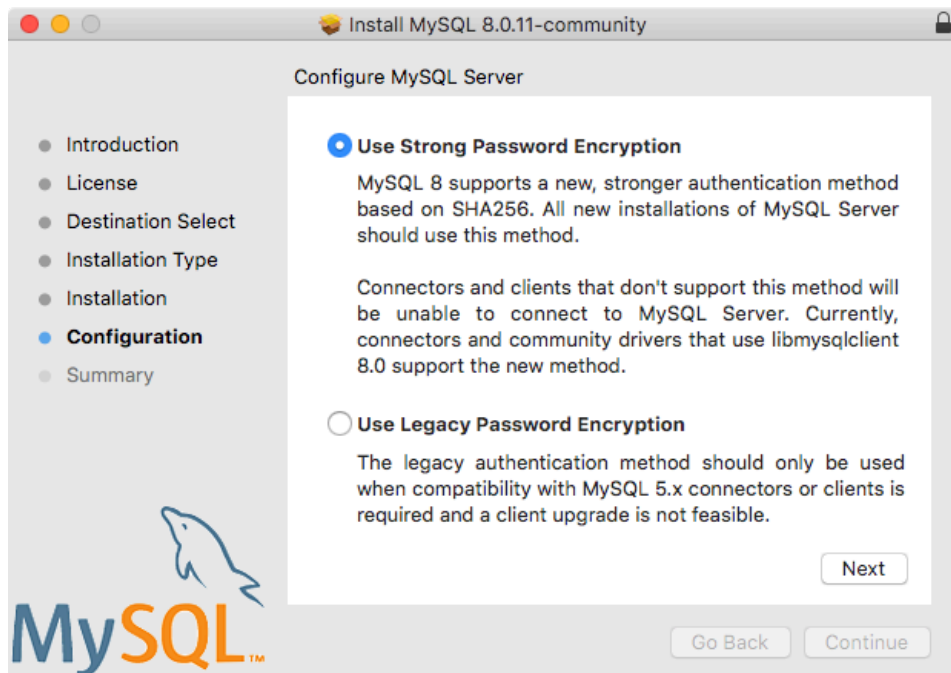 Install MySQL 8.0.11-community
Configure MySQL Server
Introduction
License
Destination Select
Installation Type
Installation
Configuration
Summary
Use Strong Password Encryption
MySQL 8 supports a new, stronger authentication method
based on SHA256. All new installations of MySQL Server
should use this method.
Connectors and clients that don't support this method will
be unable to connect to MySQL Server. Currently,
connectors and community drivers that use libmysqlclient
8.0 support the new method.
Use Legacy Password Encryption
The legacy authentication method should only be used
when compatibility with MySQL 5.x connectors or clients is
required and a client upgrade is not feasible.
Next
MySQL™
Go Back
Continue